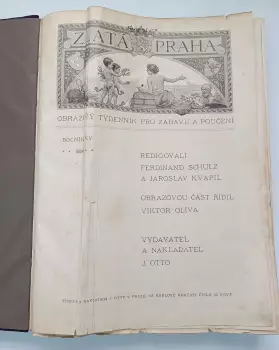 ZLATÁ PRAHA
OBRÁZKOVÝ TÝDENNÍK PRO ZÁBAVU A POUČENÍ
ROČNÍK
REDIGOVALI
FERDINAND SCHULZ
A JAROSLAV KVAPIL
OBRAZOVOU ČÁST ŘÍDIL
VIKTOR OLIVA
VYDAVATEL
A NAKLADATEL
J. OTTO